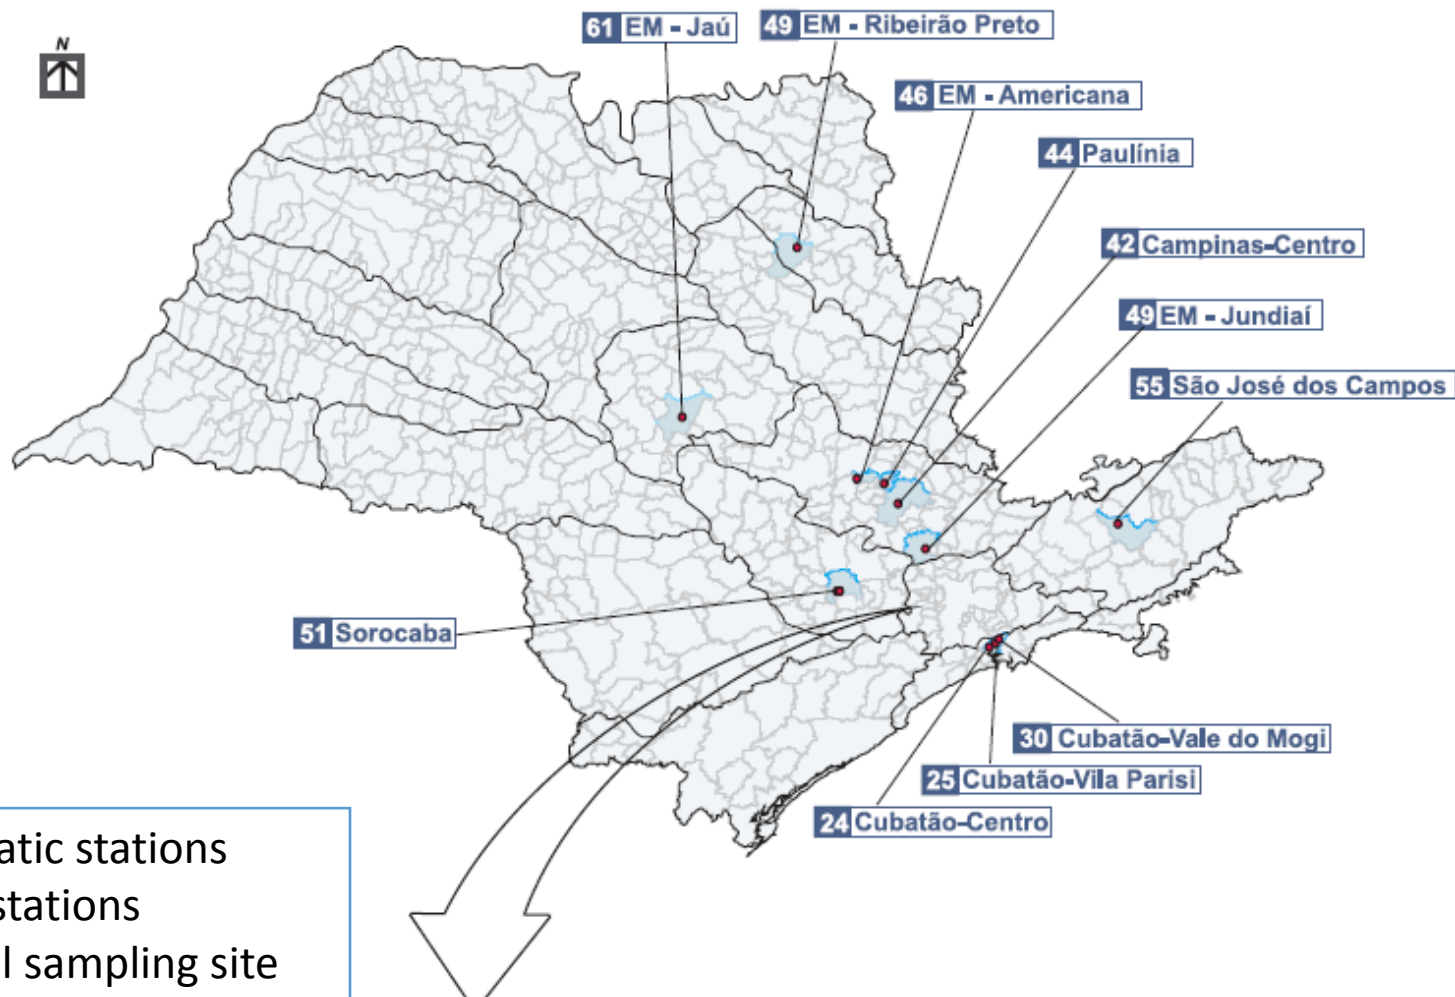 61 EM - Jaú
49 EM - Ribeirão Preto
N
46 EM - Americana
44 Paulínia
42 Campinas-Centro
49 EM - Jundiaí
55 São José dos Campos
51 Sorocaba
30 Cubatão-Vale do Mogi
25 Cubatão-Vila Parisi
24 Cubatão-Centro
atic stations
stations
l sampling site